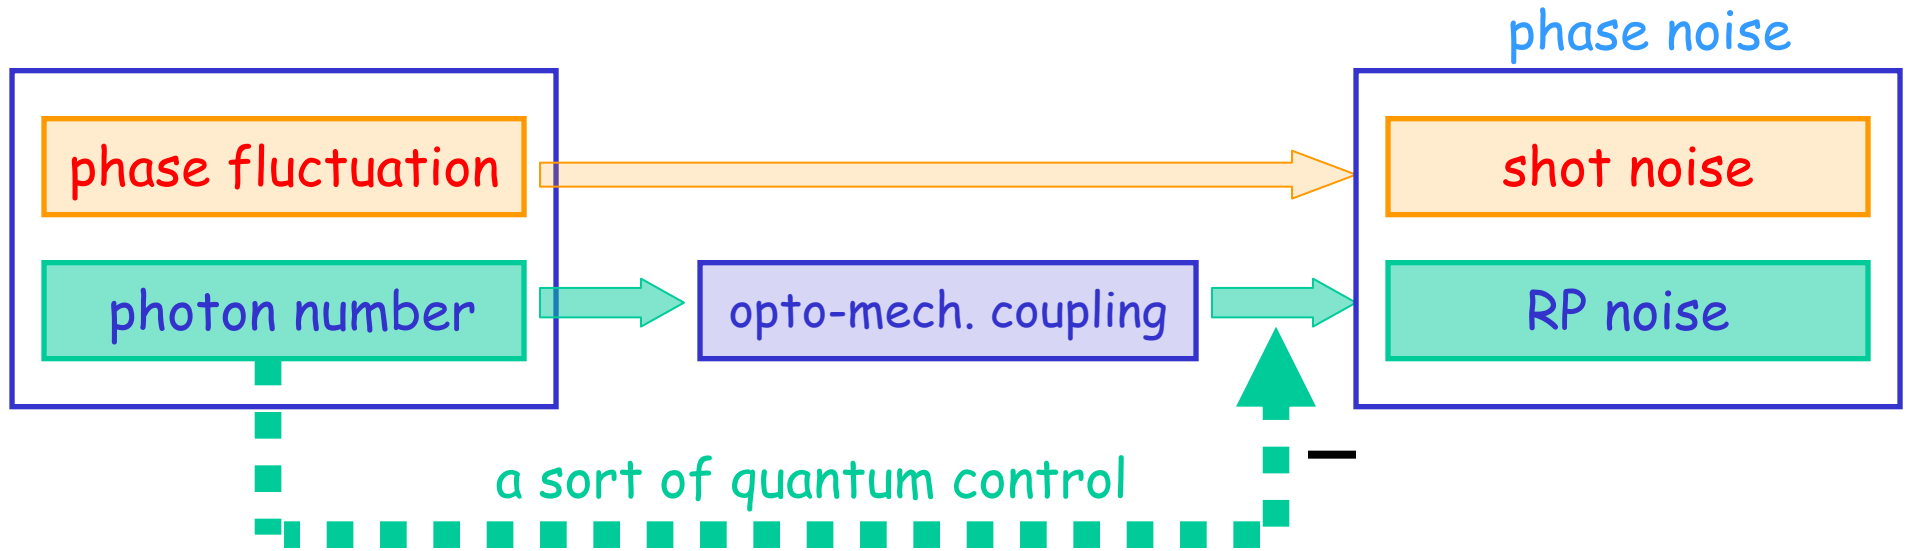 phase noise
phase fluctuation
shot noise
photon number
opto-mech. coupling
RP noise
a sort of quantum control